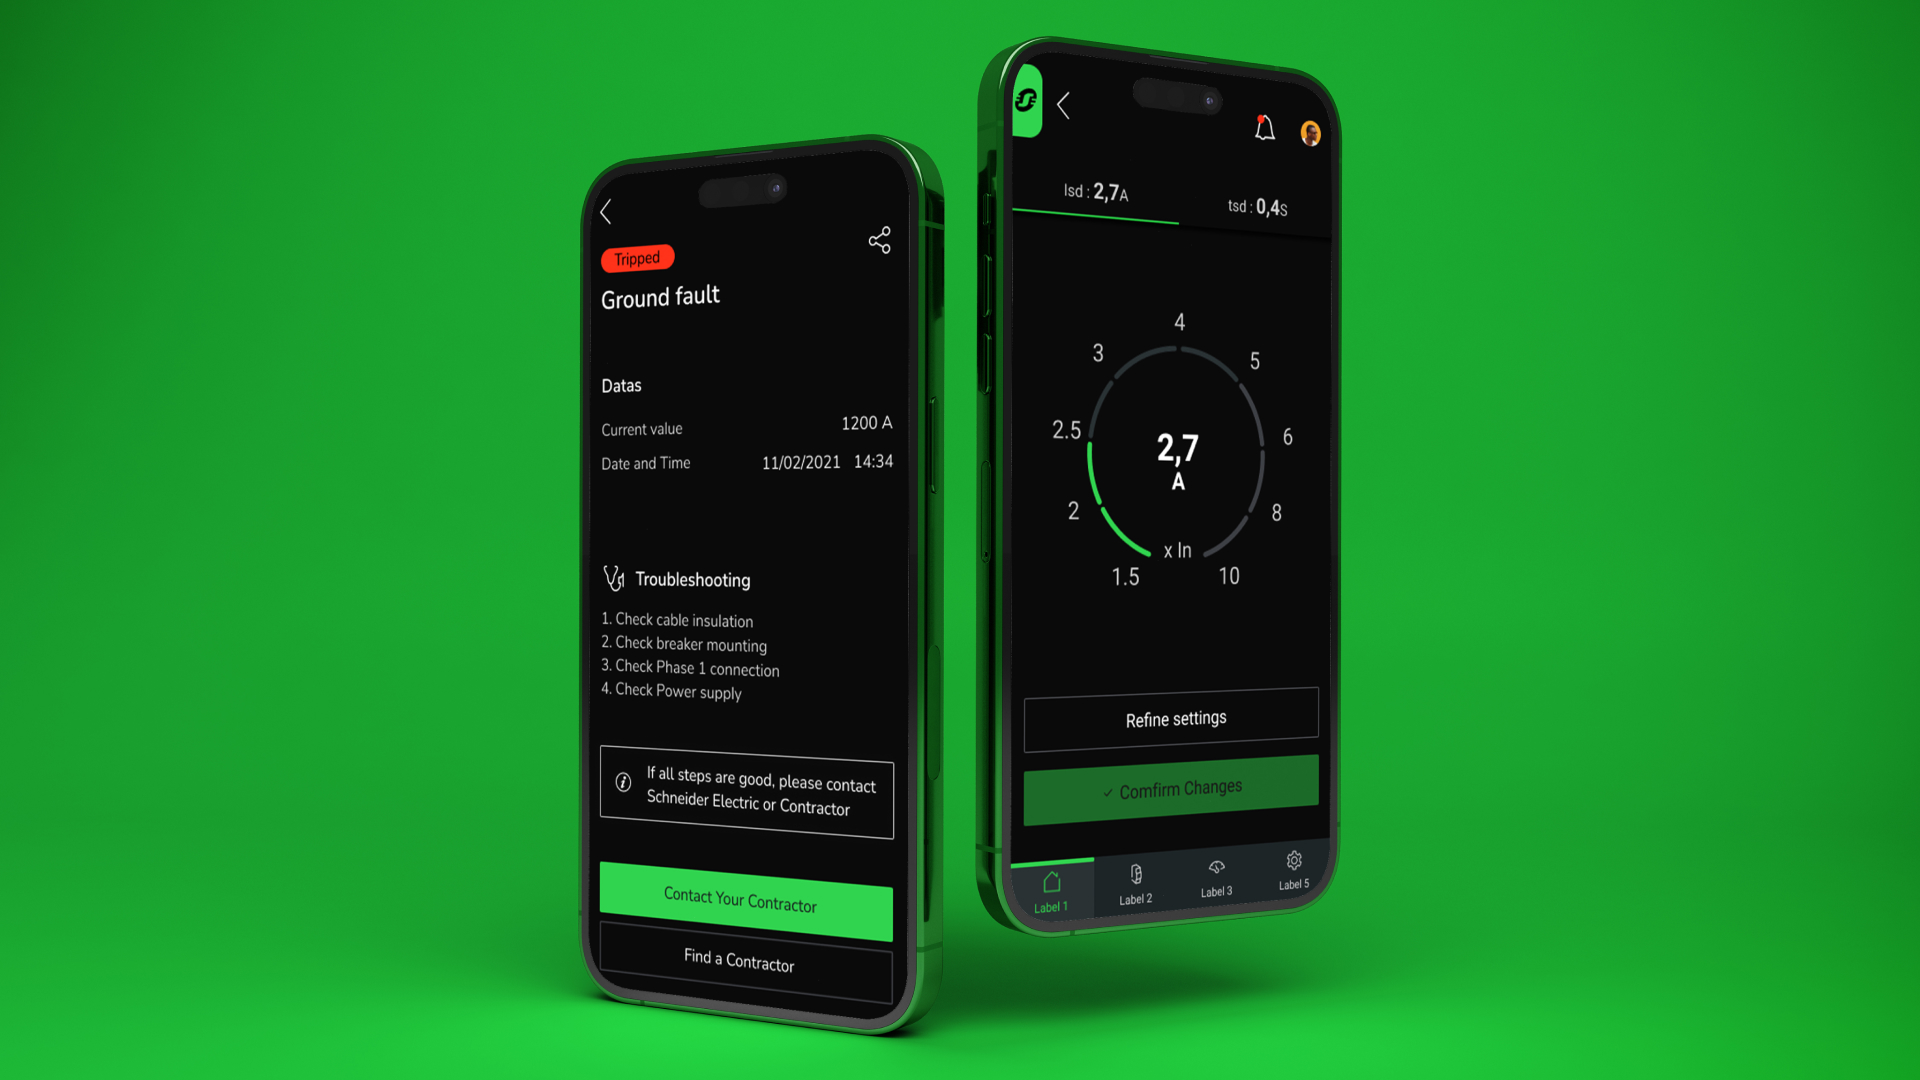 Tripped
Ground fault
Datas
Current value 1200 A
Date and Time 11/02/2021 14:34
Troubleshooting
1. Check cable insulation
2. Check breaker mounting
3. Check Phase 1 connection
4. Check Power supply
If all steps are good, please contact
Schneider Electric or Contractor
Contact Your Contractor
Find a Contractor
Isd : 2,7A
tsd : 0,4S
4
3
5
2.5
6
2,7
A
2
8
x In
1.5
10
Refine settings
Comfirm Changes
Label 1
Label 2
Label 3
Label 5